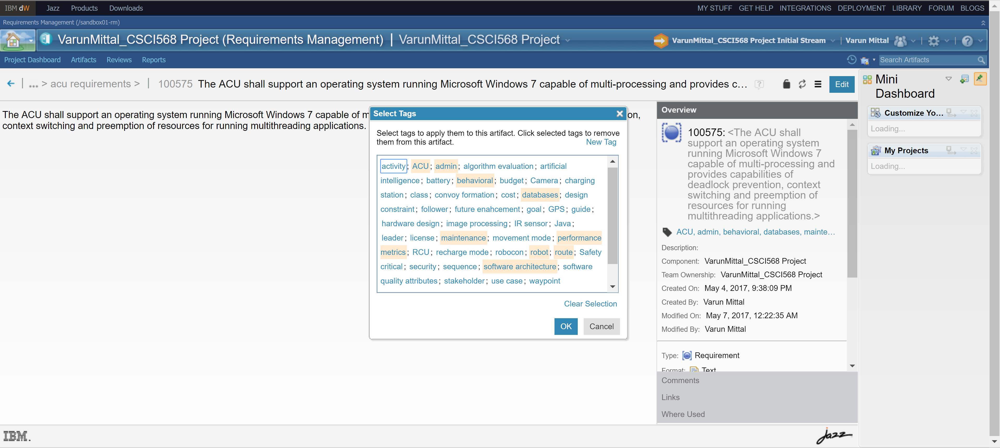 IBM dW Jazz Products Downloads MY STUFF GET HELP INTEGRATIONS DEPLOYMENT LIBRARY FORUM BLOGS
Requirements Management (/sandbox01-rm)
VarunMittal_CSCI568 Project (Requirements Management) | VarunMittal_CSCI568 Project VarunMittal_CSCI568 Project Initial Stream | Varun Mittal | |
Project Dashboard Artifacts Reviews Reports Search Artifacts
| ... > acu requirements > | 100575 The ACU shall support an operating system running Microsoft Windows 7 capable of multi-processing and provides c... Edit
The ACU shall support an operating system running Microsoft Windows 7 capable of m
on,
context switching and preemption of resources for running multithreading applications.
Select Tags
Select tags to apply them to this artifact. Click selected tags to remove
them from this artifact. New Tag
activity; ACU; admin; algorithm evaluation; artificial
intelligence; battery; behavioral; budget; Camera; charging
station; class; convoy formation; cost; databases; design
constraint; follower; future enahcement; goal; GPS; guide;
hardware design; image processing; IR sensor; Java;
leader; license; maintenance; movement mode; performance
metrics; RCU; recharge mode; robocon; robot; route; Safety
critical; security; sequence; software architecture; software
quality attributes; stakeholder; use case; waypoint
Clear Selection
OK Cancel
Overview
100575: <The ACU shall
support an operating system
running Microsoft Windows 7
capable of multi-processing and
provides capabilities of
deadlock prevention, context
switching and preemption of
resources for running
multithreading applications.>
ACU, admin, behavioral, databases, mainte...
Description:
Component: VarunMittal_CSCI568 Project
Team Ownership: VarunMittal_CSCI568 Project
Created On: May 4, 2017, 9:38:09 PM
Created By: Varun Mittal
Modified On: May 7, 2017, 12:22:35 AM
Modified By: Varun Mittal
Type: Requirement
Format: Text
Comments
Links
Where Used
Mini
Dashboard
Customize Yo...
Loading...
My Projects
Loading...
IBM.
jazz